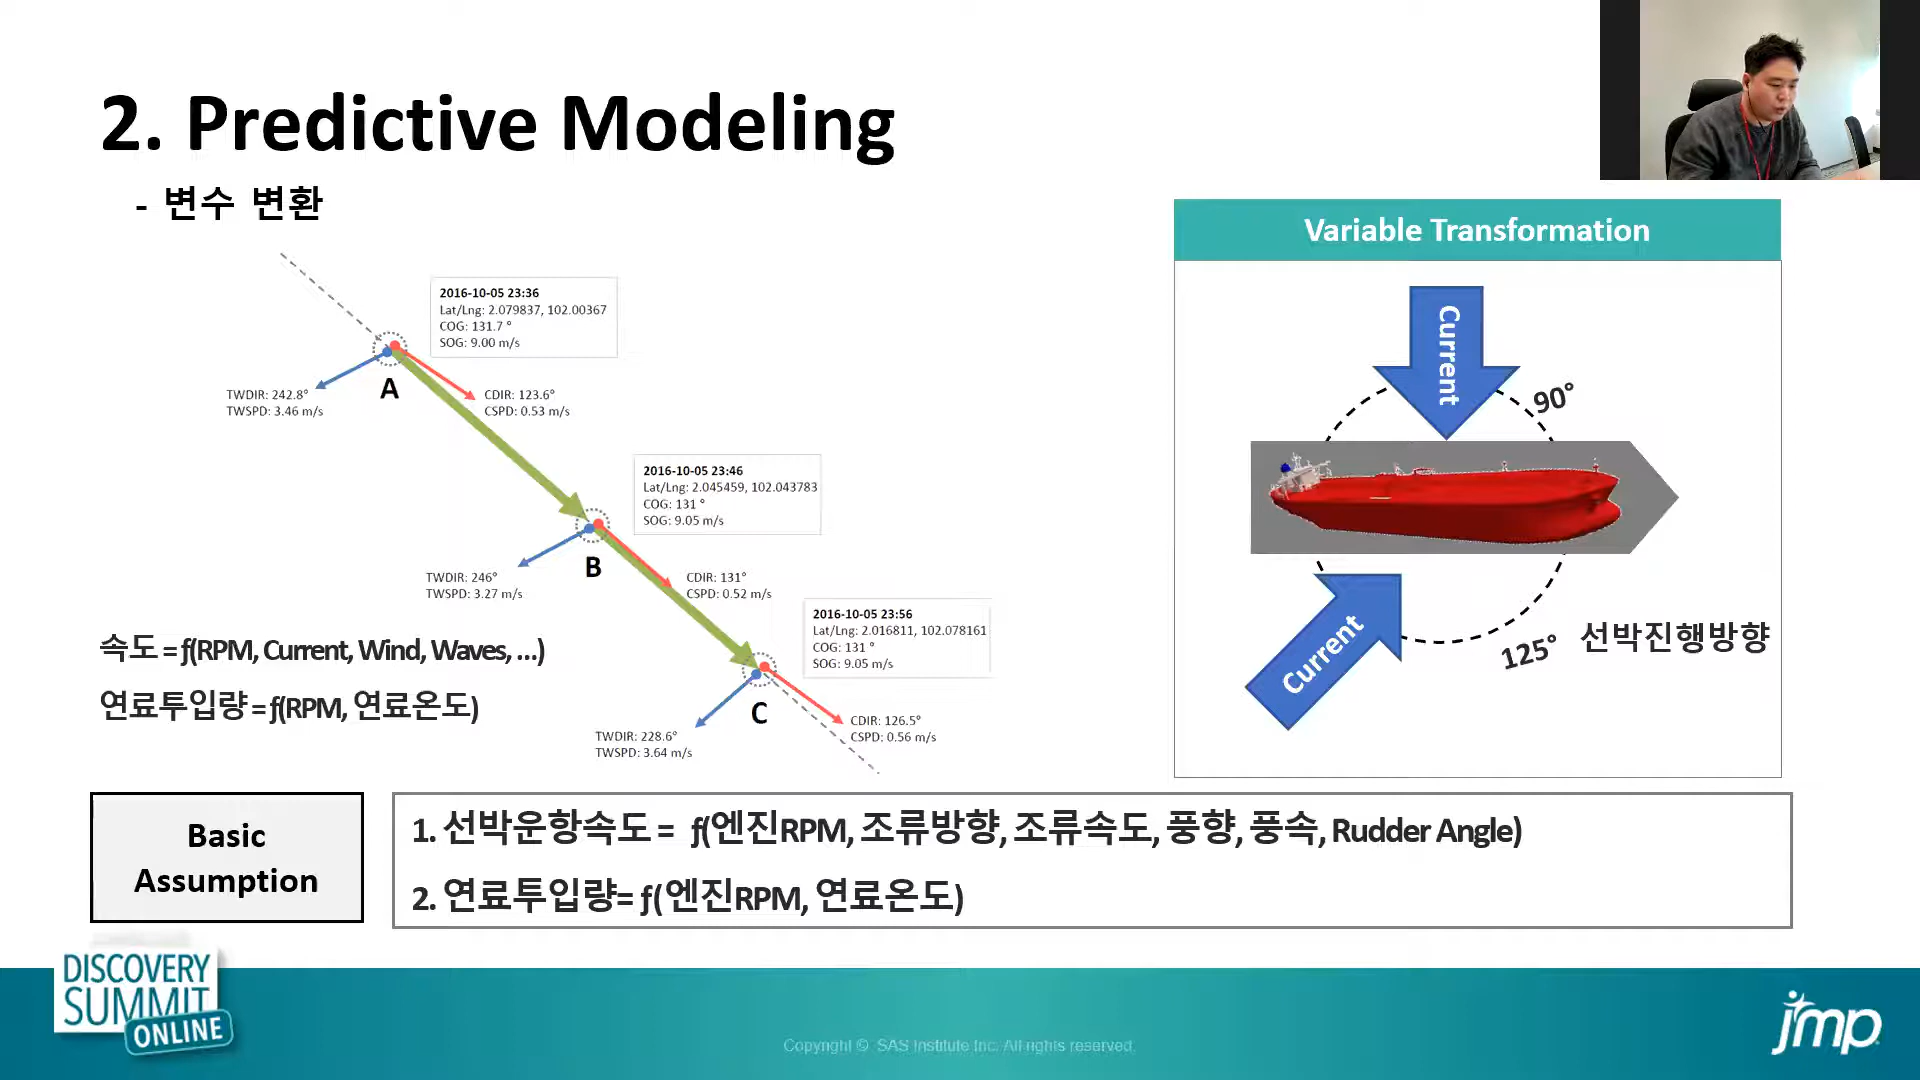 2. Predictive Modeling
- 변수 변환
2016-10-05 23:36
Lat/Lng: 2.079837, 102.00367
COG: 131.7 °
SOG: 9.00 m/s
A
TWDIR: 242.8°
TWSPD: 3.46 m/s
CDIR: 123.6°
CSPD: 0.53 m/s
2016-10-05 23:46
Lat/Lng: 2.045459, 102.043783
COG: 131 °
SOG: 9.05 m/s
B
TWDIR: 246°
TWSPD: 3.27 m/s
CDIR: 131°
CSPD: 0.52 m/s
2016-10-05 23:56
Lat/Lng: 2.016811, 102.078161
COG: 131 °
SOG: 9.05 m/s
C
TWDIR: 228.6°
TWSPD: 3.64 m/s
CDIR: 126.5°
CSPD: 0.56 m/s
속도 = ƒ(RPM, Current, Wind, Waves, ...)
연료투입량 = ƒ(RPM, 연료온도)
Variable Transformation
Current
90°
Current
125°
선박진행방향
Basic
Assumption
1. 선박운항속도 = ƒ(엔진RPM, 조류방향, 조류속도, 풍향, 풍속, Rudder Angle)
2. 연료투입량= ƒ(엔진RPM, 연료온도)
DISCOVERY
SUMMIT
ONLINE
Copyright © SAS Institute Inc. All rights reserved.
jmp